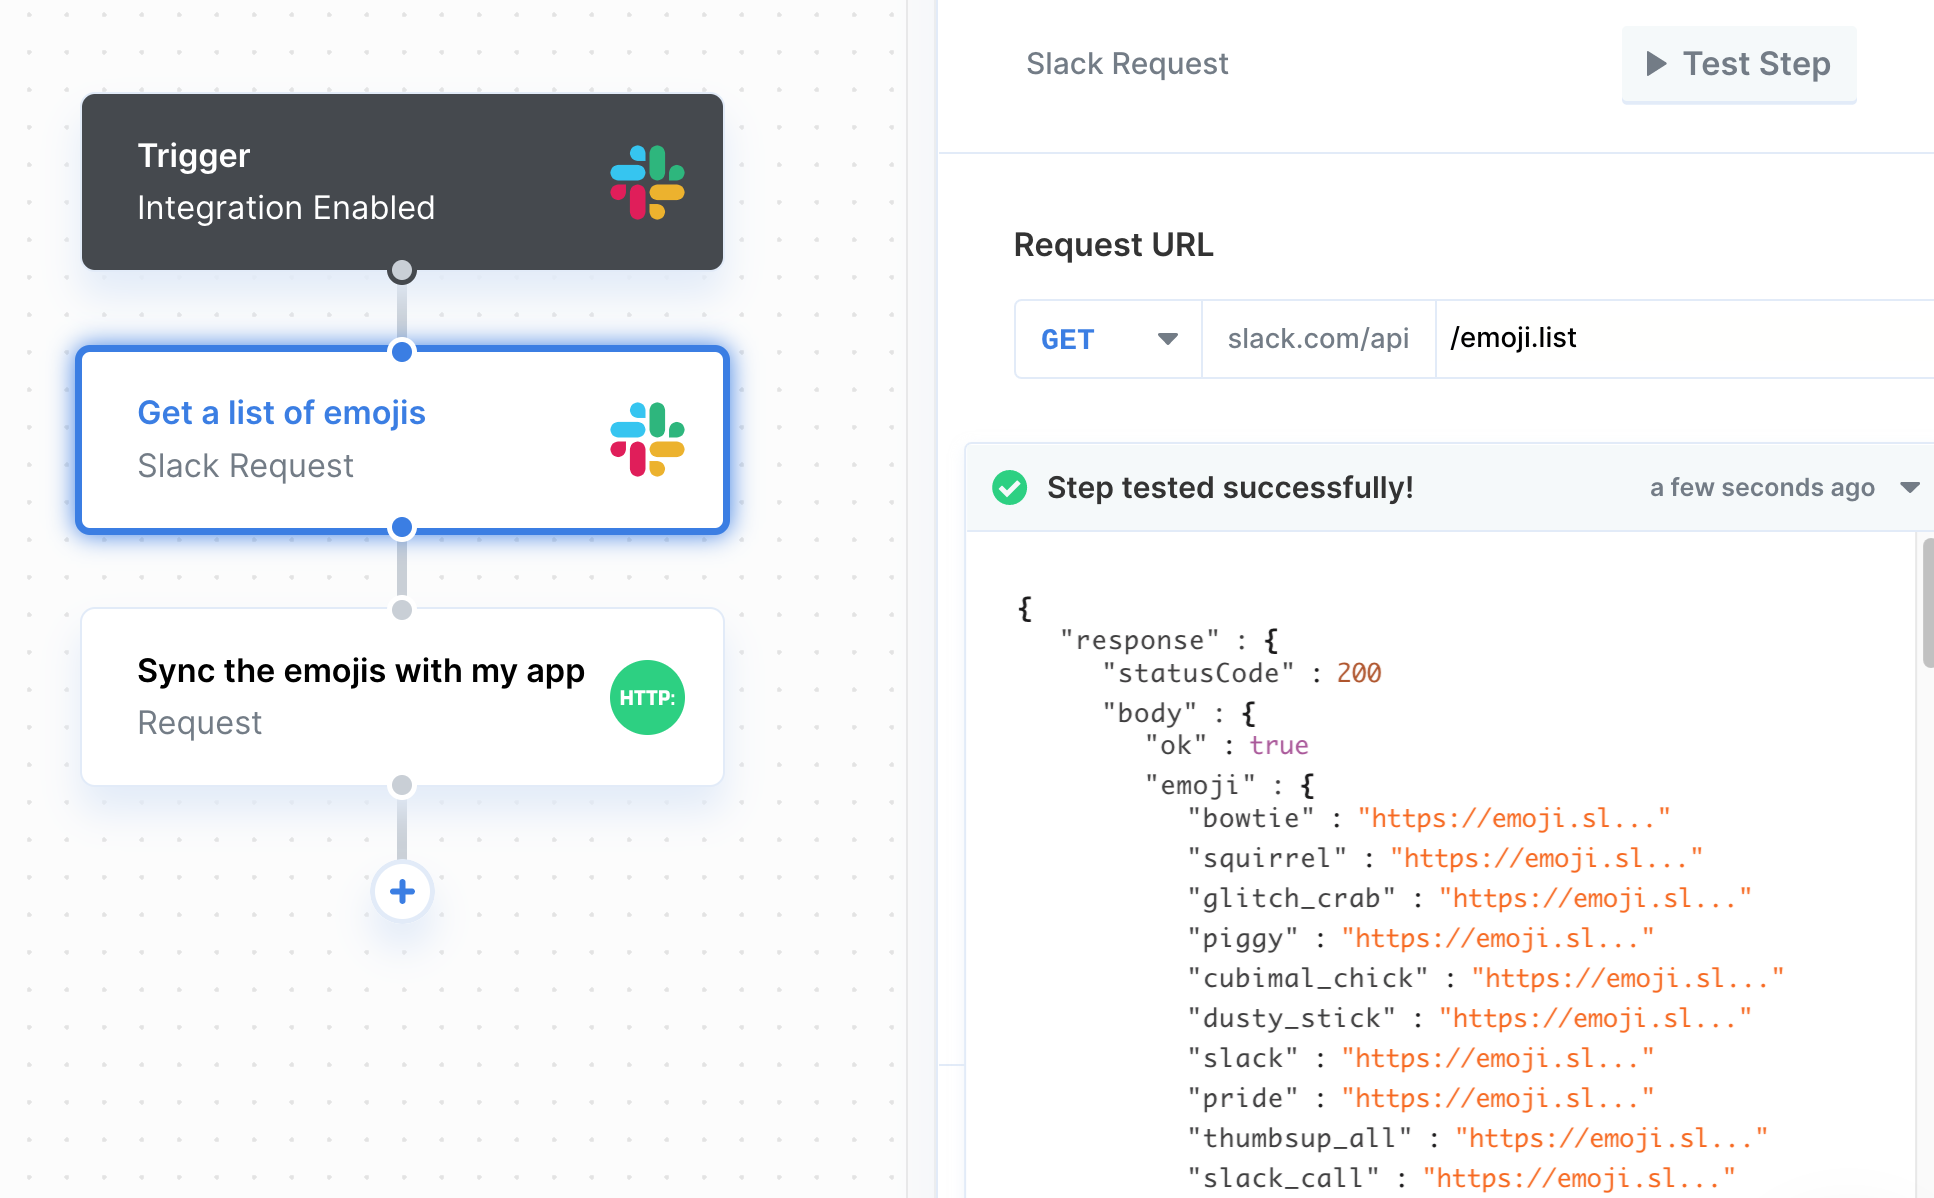 Trigger
Integration Enabled
Get a list of emojis
Slack Request
Sync the emojis with my app
Request
HTTP:
Slack Request
Test Step
Request URL
GET slack.com/api /emoji.list
Step tested successfully! a few seconds ago
{
"response" : {
"statusCode" : 200
"body" : {
"ok" : true
"emoji" : {
"bowtie" : "https://emoji.sl..."
"squirrel" : "https://emoji.sl..."
"glitch_crab" : "https://emoji.sl..."
"piggy" : "https://emoji.sl..."
"cubimal_chick" : "https://emoji.sl..."
"dusty_stick" : "https://emoji.sl..."
"slack" : "https://emoji.sl..."
"pride" : "https://emoji.sl..."
"thumbsup_all" : "https://emoji.sl..."
"slack_call" : "https://emoji.sl..."